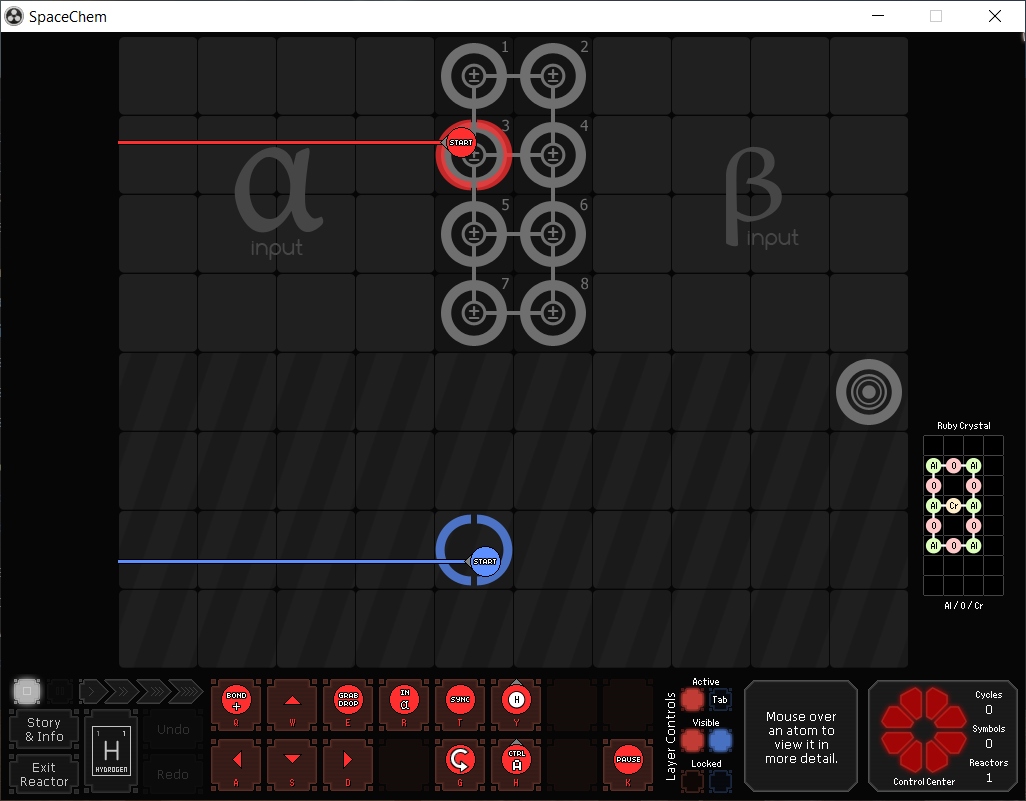 SpaceChem
1
2
±
±
3
4
START
±
±
α
input
β
input
5
6
±
±
7
8
±
±
START
Ruby Crystal
Al O Al
O O
Al Cr Al
O O
Al O Al
Al / O / Cr
Story
& Info
Exit
Reactor
1 1
H
HYDROGEN
Undo
Redo
BOND
+
Q
W
GRAB
DROP
E
IN
α
R
SYNC
T
H
Y
A
S
D
G
CTRL
A
H
PAUSE
K
Layer Controls
Active
Tab
Visible
Locked
Mouse over
an atom to
view it in
more detail.
Control Center
Cycles
0
Symbols
0
Reactors
1